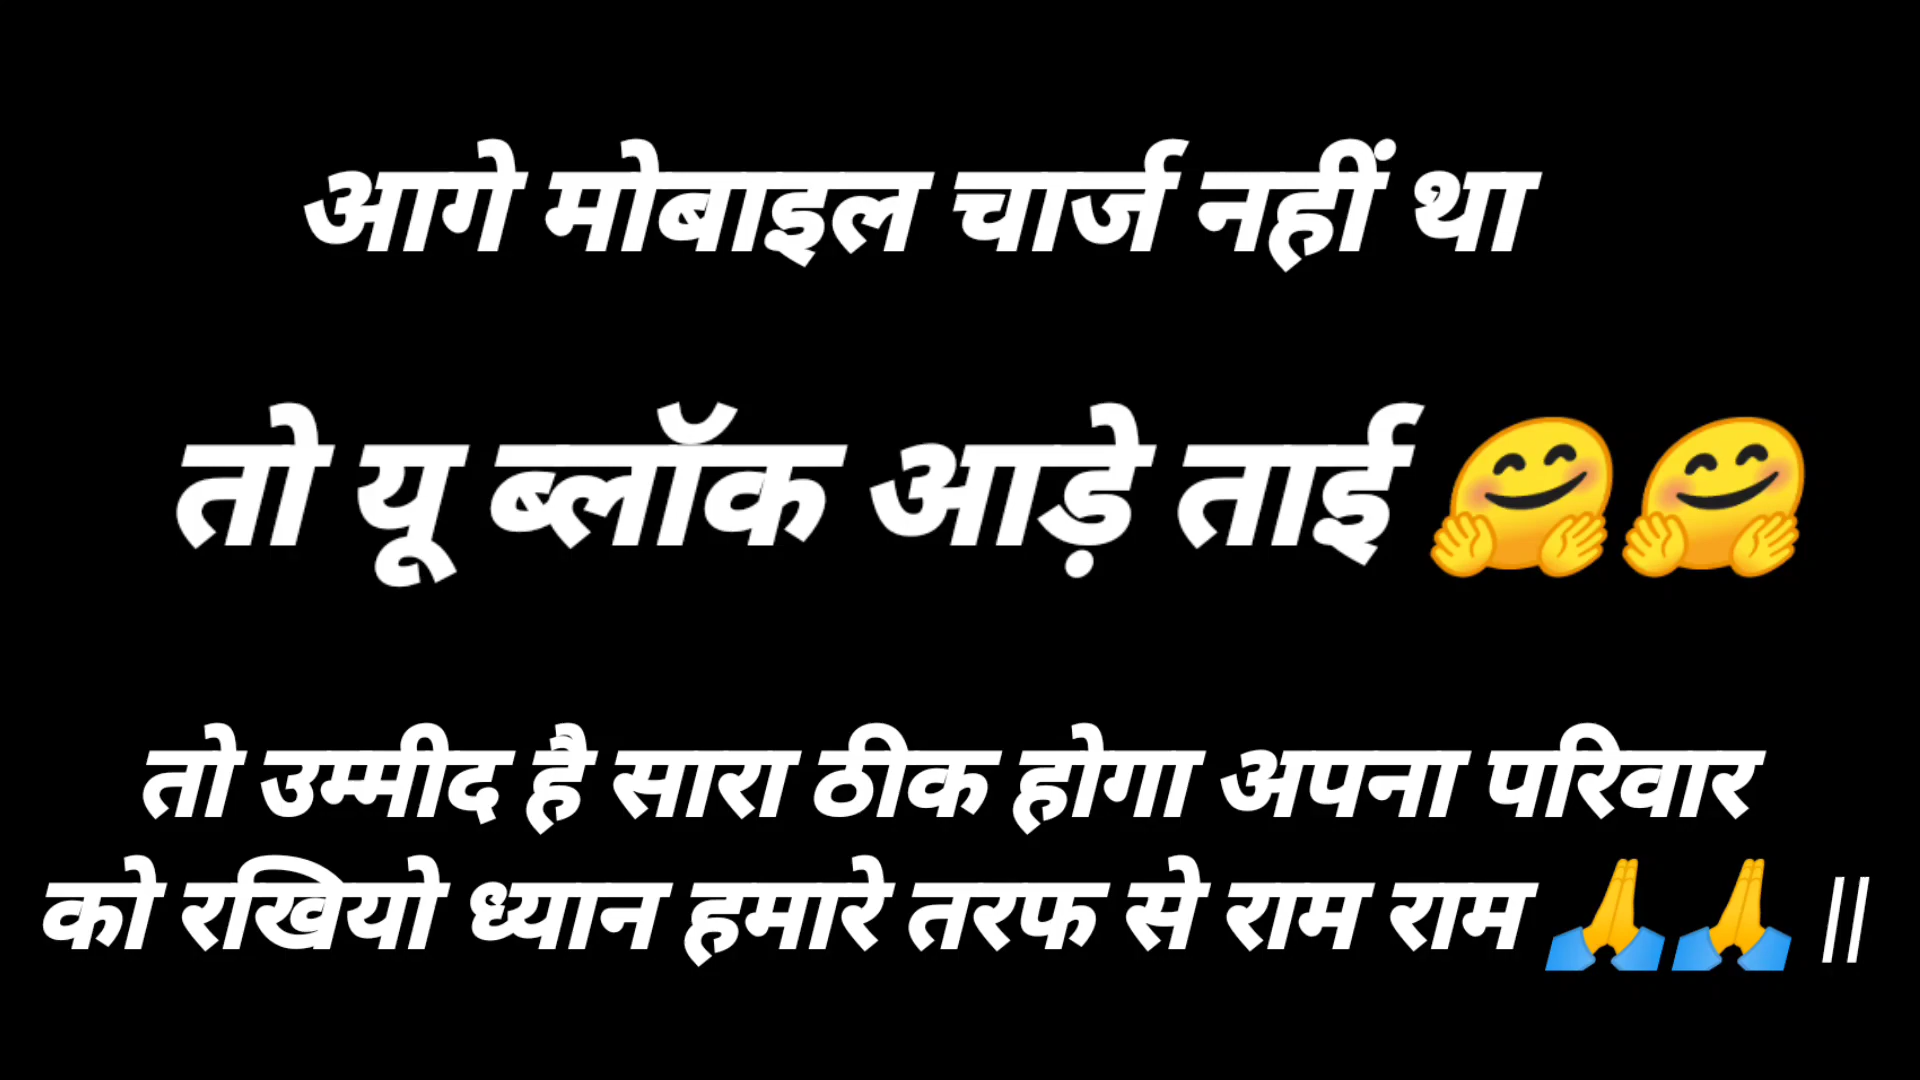 आगे मोबाइल चार्ज नहीं था
तो यू ब्लॉक आड़े ताई 🤗🤗
तो उम्मीद है सारा ठीक होगा अपना परिवार
को रखियो ध्यान हमारे तरफ से राम राम 🙏🙏 ||